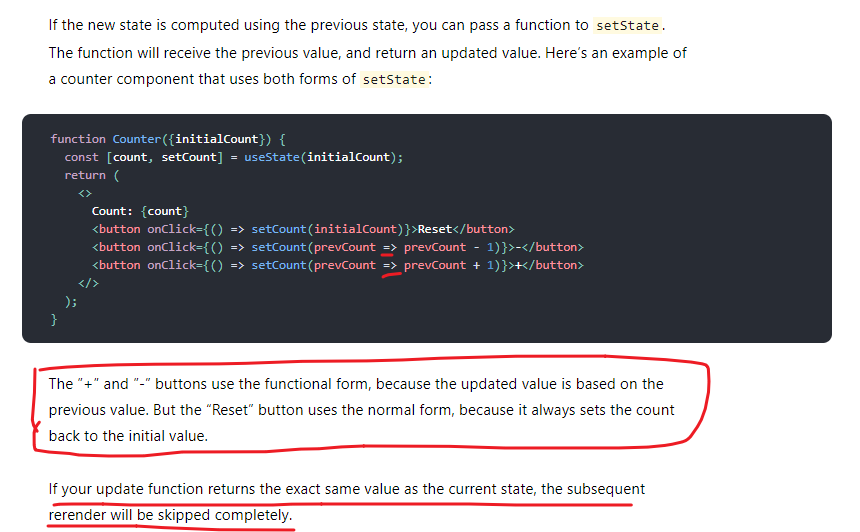 If the new state is computed using the previous state, you can pass a function to setState.
The function will receive the previous value, and return an updated value. Here's an example of
a counter component that uses both forms of setState:
function Counter({initialCount}) {
  const [count, setCount] = useState(initialCount);
  return (
    <>
      Count: {count}
      <button onClick={() => setCount(initialCount)}>Reset</button>
      <button onClick={() => setCount(prevCount => prevCount - 1)}>-</button>
      <button onClick={() => setCount(prevCount => prevCount + 1)}>+</button>
    </>
  );
}
The “+” and “-” buttons use the functional form, because the updated value is based on the
previous value. But the “Reset” button uses the normal form, because it always sets the count
back to the initial value.
If your update function returns the exact same value as the current state, the subsequent
rerender will be skipped completely.